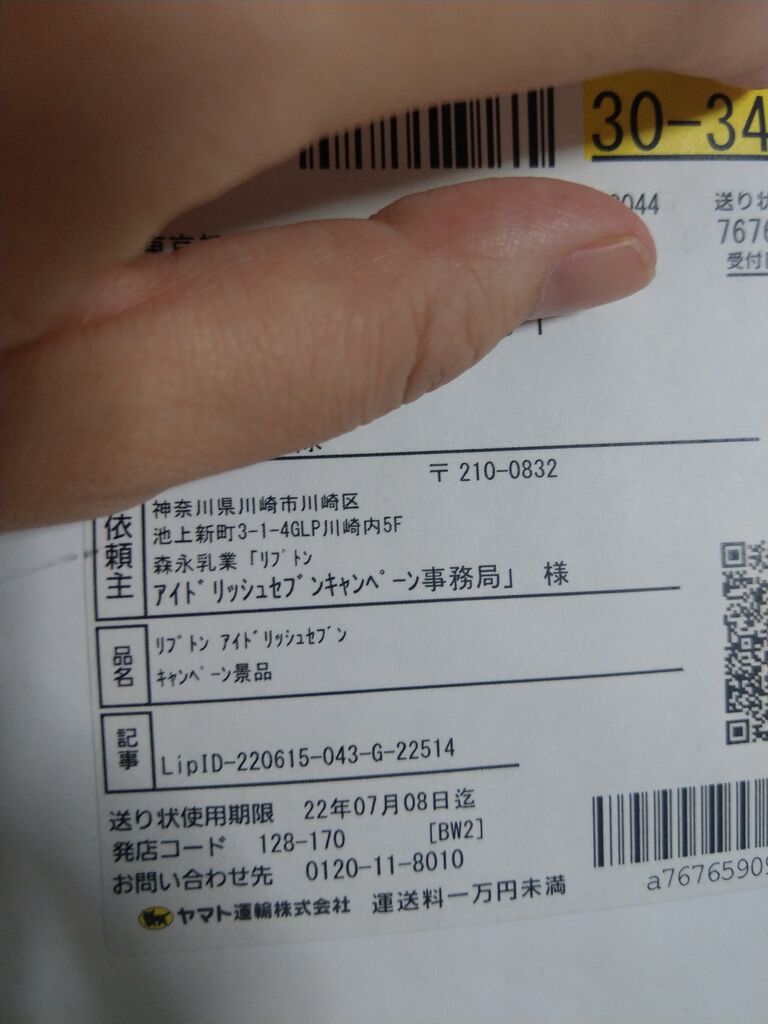 30-34
044
送り状
767
受付
〒 210-0832
依頼主
神奈川県川崎市川崎区
池上新町3-1-4GLP川崎内5F
森永乳業「ﾘﾌﾟﾄﾝ
ｱｲﾄﾞﾘｯｼｭｾﾌﾞﾝｷｬﾝﾍﾟｰﾝ事務局」 様
品名
ﾘﾌﾟﾄﾝ ｱｲﾄﾞﾘｯｼｭｾﾌﾞﾝ
ｷｬﾝﾍﾟｰﾝ景品
記事
LipID-220615-043-G-22514
送り状使用期限 22年07月08日迄
発店コード 128-170 [BW2]
お問い合わせ先 0120-11-8010
ヤマト運輸株式会社 運送料一万円未満
a7676590